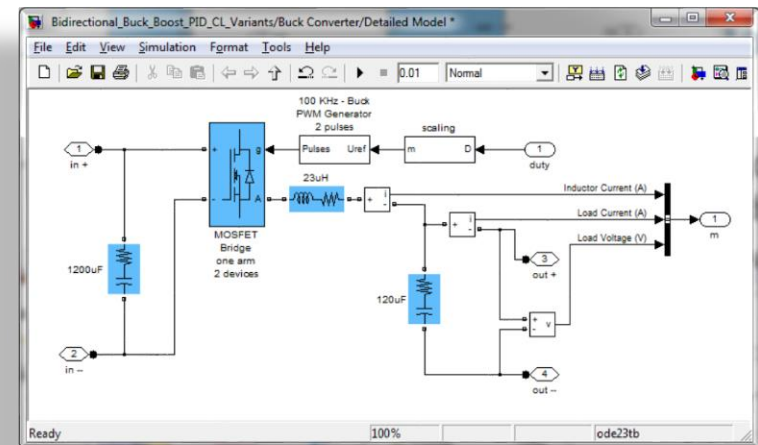 Bidirectional_Buck_Boost_PID_CL_Variants/Buck Converter/Detailed Model *
File Edit View Simulation Format Tools Help
0.01 Normal
100 KHz - Buck
PWM Generator
2 pulses
scaling
1
in +
+
g
-
A
Pulses Uref
m D
1
duty
23uH
MOSFET
Bridge
one arm
2 devices
+ i
-
Inductor Current (A)
+ i
-
Load Current (A)
Load Voltage (V)
1
m
1200uF
120uF
3
out +
+ v
-
2
in --
4
out --
Ready 100% ode23tb